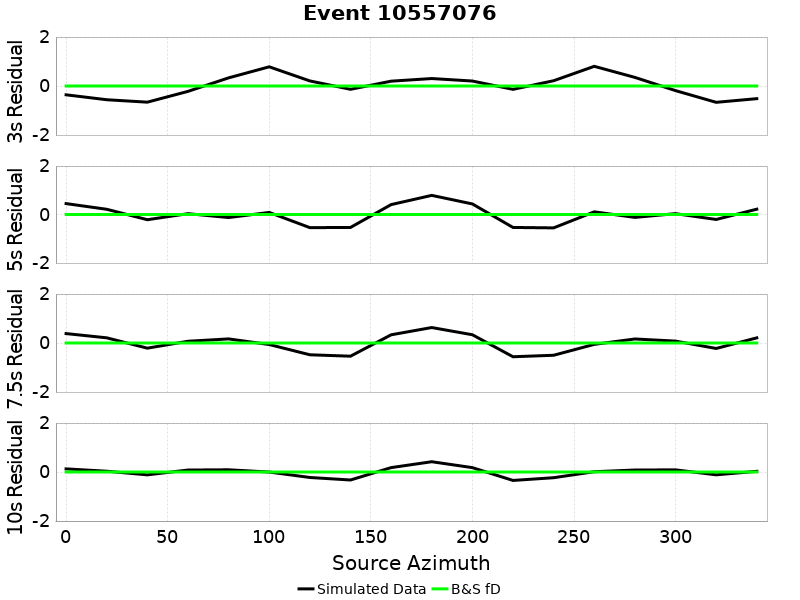 Event 10557076
3s Residual
2
0
-2
5s Residual
2
0
-2
7.5s Residual
2
0
-2
10s Residual
2
0
-2
0 50 100 150 200 250 300
Source Azimuth
Simulated Data B&S fD